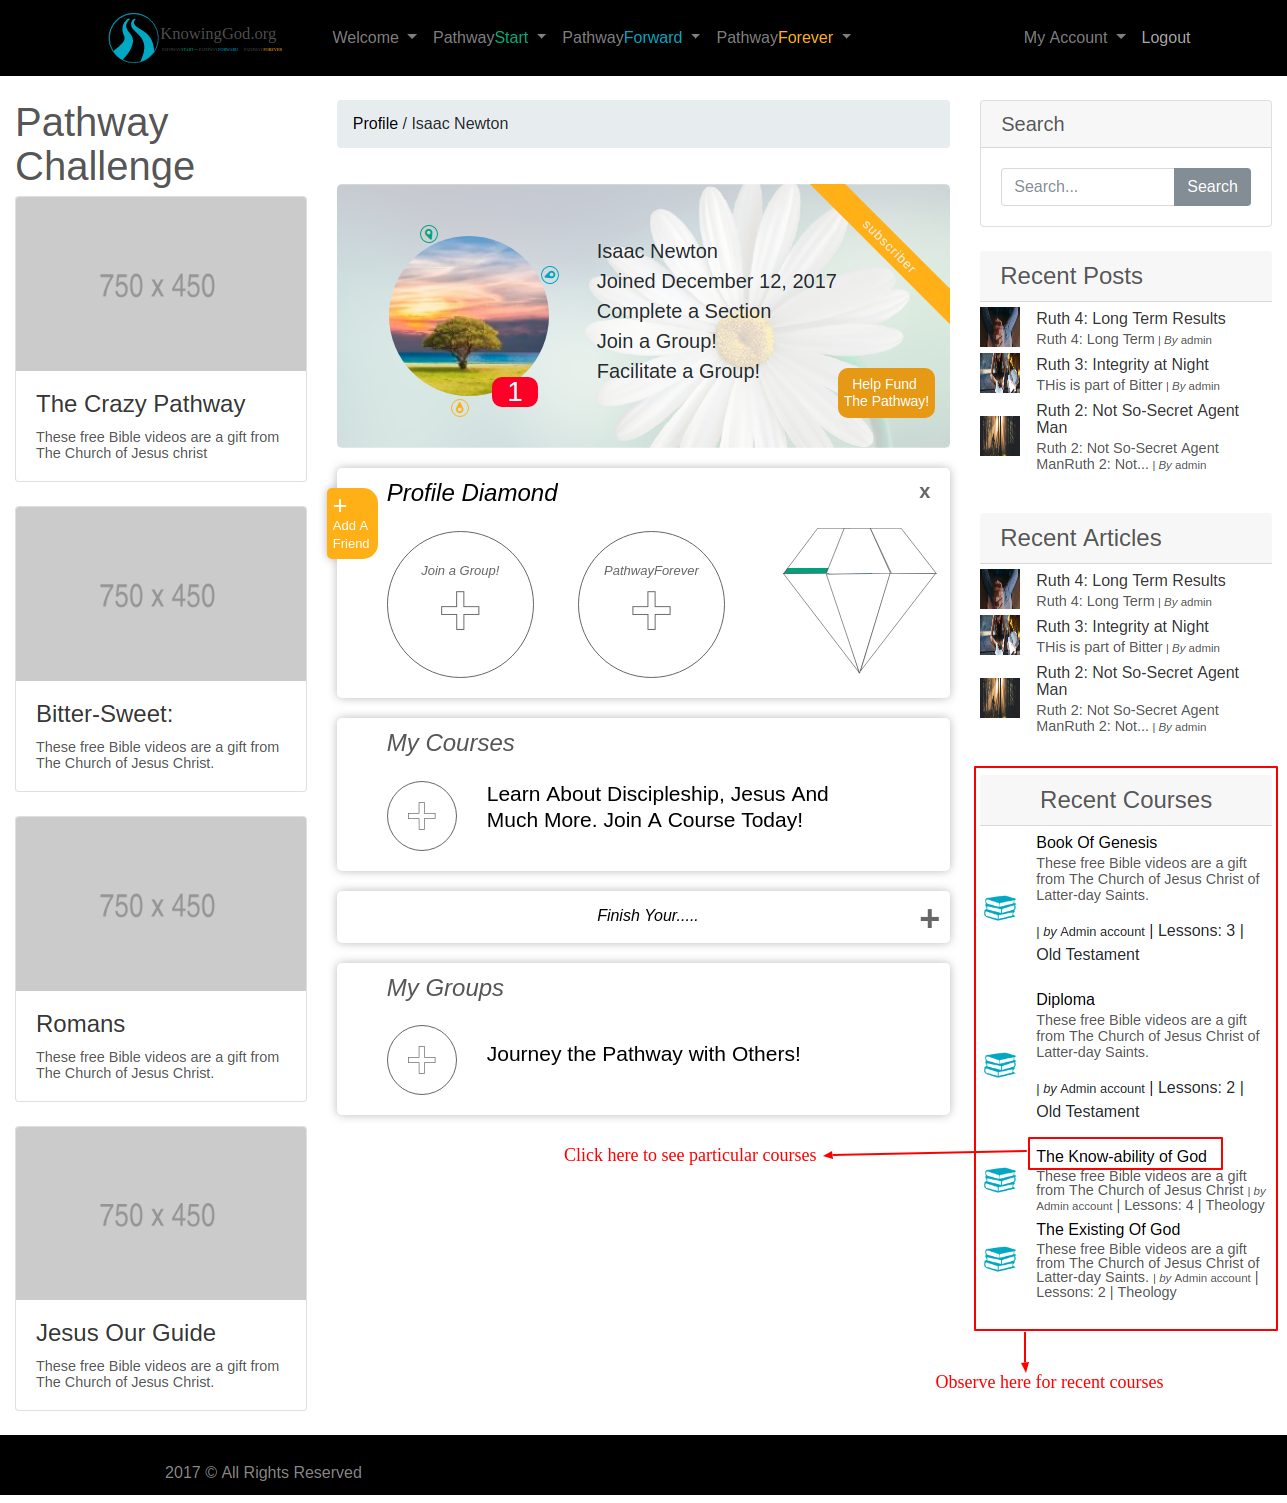 KnowingGod.org
Welcome PathwayStart PathwayForward PathwayForever My Account Logout
Pathway
Challenge
750 x 450
The Crazy Pathway
These free Bible videos are a gift from
The Church of Jesus christ
750 x 450
Bitter-Sweet:
These free Bible videos are a gift from
The Church of Jesus Christ.
750 x 450
Romans
These free Bible videos are a gift from
The Church of Jesus Christ.
750 x 450
Jesus Our Guide
These free Bible videos are a gift from
The Church of Jesus Christ.
Profile / Isaac Newton
subscriber
Isaac Newton
Joined December 12, 2017
Complete a Section
Join a Group!
Facilitate a Group!
1
Help Fund
The Pathway!
Profile Diamond
x
+
Add A
Friend
Join a Group!
PathwayForever
My Courses
Learn About Discipleship, Jesus And
Much More. Join A Course Today!
Finish Your.....
+
My Groups
Journey the Pathway with Others!
Click here to see particular courses
Search
Search...
Search
Recent Posts
Ruth 4: Long Term Results
Ruth 4: Long Term | By admin
Ruth 3: Integrity at Night
THis is part of Bitter | By admin
Ruth 2: Not So-Secret Agent
Man
Ruth 2: Not So-Secret Agent
ManRuth 2: Not... | By admin
Recent Articles
Ruth 4: Long Term Results
Ruth 4: Long Term | By admin
Ruth 3: Integrity at Night
THis is part of Bitter | By admin
Ruth 2: Not So-Secret Agent
Man
Ruth 2: Not So-Secret Agent
ManRuth 2: Not... | By admin
Recent Courses
Book Of Genesis
These free Bible videos are a gift
from The Church of Jesus Christ of
Latter-day Saints.
| by Admin account | Lessons: 3 |
Old Testament
Diploma
These free Bible videos are a gift
from The Church of Jesus Christ of
Latter-day Saints.
| by Admin account | Lessons: 2 |
Old Testament
The Know-ability of God
These free Bible videos are a gift
from The Church of Jesus Christ | by
Admin account | Lessons: 4 | Theology
The Existing Of God
These free Bible videos are a gift
from The Church of Jesus Christ of
Latter-day Saints. | by Admin account |
Lessons: 2 | Theology
Observe here for recent courses
2017 © All Rights Reserved